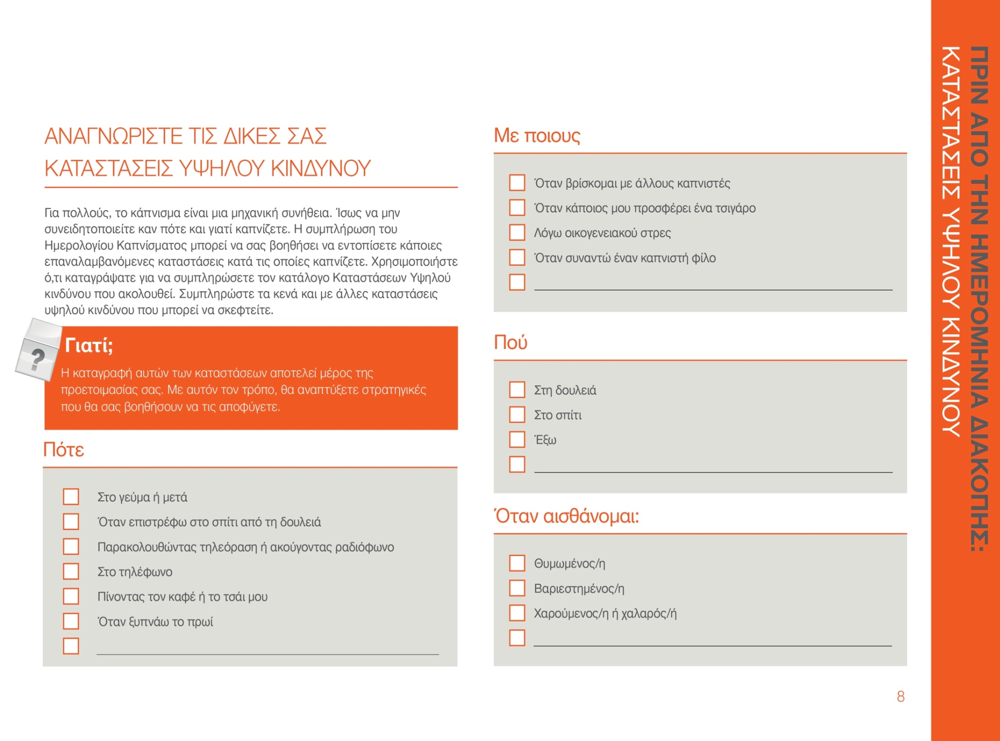 ΑΝΑΓΝΩΡΙΣΤΕ ΤΙΣ ΔΙΚΕΣ ΣΑΣ
ΚΑΤΑΣΤΑΣΕΙΣ ΥΨΗΛΟΥ ΚΙΝΔΥΝΟΥ
Για πολλούς, το κάπνισμα είναι μια μηχανική συνήθεια. Ίσως να μην
συνειδητοποιείτε καν πότε και γιατί καπνίζετε. Η συμπλήρωση του
Ημερολογίου Καπνίσματος μπορεί να σας βοηθήσει να εντοπίσετε κάποιες
επαναλαμβανόμενες καταστάσεις κατά τις οποίες καπνίζετε. Χρησιμοποιήστε
ό,τι καταγράψατε για να συμπληρώσετε τον κατάλογο Καταστάσεων Υψηλού
κινδύνου που ακολουθεί. Συμπληρώστε τα κενά και με άλλες καταστάσεις
υψηλού κινδύνου που μπορεί να σκεφτείτε.
?
Γιατί;
Η καταγραφή αυτών των καταστάσεων αποτελεί μέρος της
προετοιμασίας σας. Με αυτόν τον τρόπο, θα αναπτύξετε στρατηγικές
που θα σας βοηθήσουν να τις αποφύγετε.
Πότε
Στο γεύμα ή μετά
Όταν επιστρέφω στο σπίτι από τη δουλειά
Παρακολουθώντας τηλεόραση ή ακούγοντας ραδιόφωνο
Στο τηλέφωνο
Πίνοντας τον καφέ ή το τσάι μου
Όταν ξυπνάω το πρωί
Με ποιους
Όταν βρίσκομαι με άλλους καπνιστές
Όταν κάποιος μου προσφέρει ένα τσιγάρο
Λόγω οικογενειακού στρες
Όταν συναντώ έναν καπνιστή φίλο
Πού
Στη δουλειά
Στο σπίτι
Έξω
Όταν αισθάνομαι:
Θυμωμένος/η
Βαριεστημένος/η
Χαρούμενος/η ή χαλαρός/ή
8
ΠΡΙΝ ΑΠΟ ΤΗΝ ΗΜΕΡΟΜΗΝΙΑ ΔΙΑΚΟΠΗΣ:
ΚΑΤΑΣΤΑΣΕΙΣ ΥΨΗΛΟΥ ΚΙΝΔΥΝΟΥ